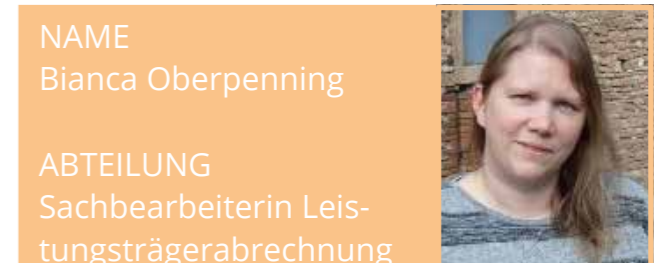 NAME
Bianca Oberpenning
ABTEILUNG
Sachbearbeiterin Leis-
tungsträgerabrechnung